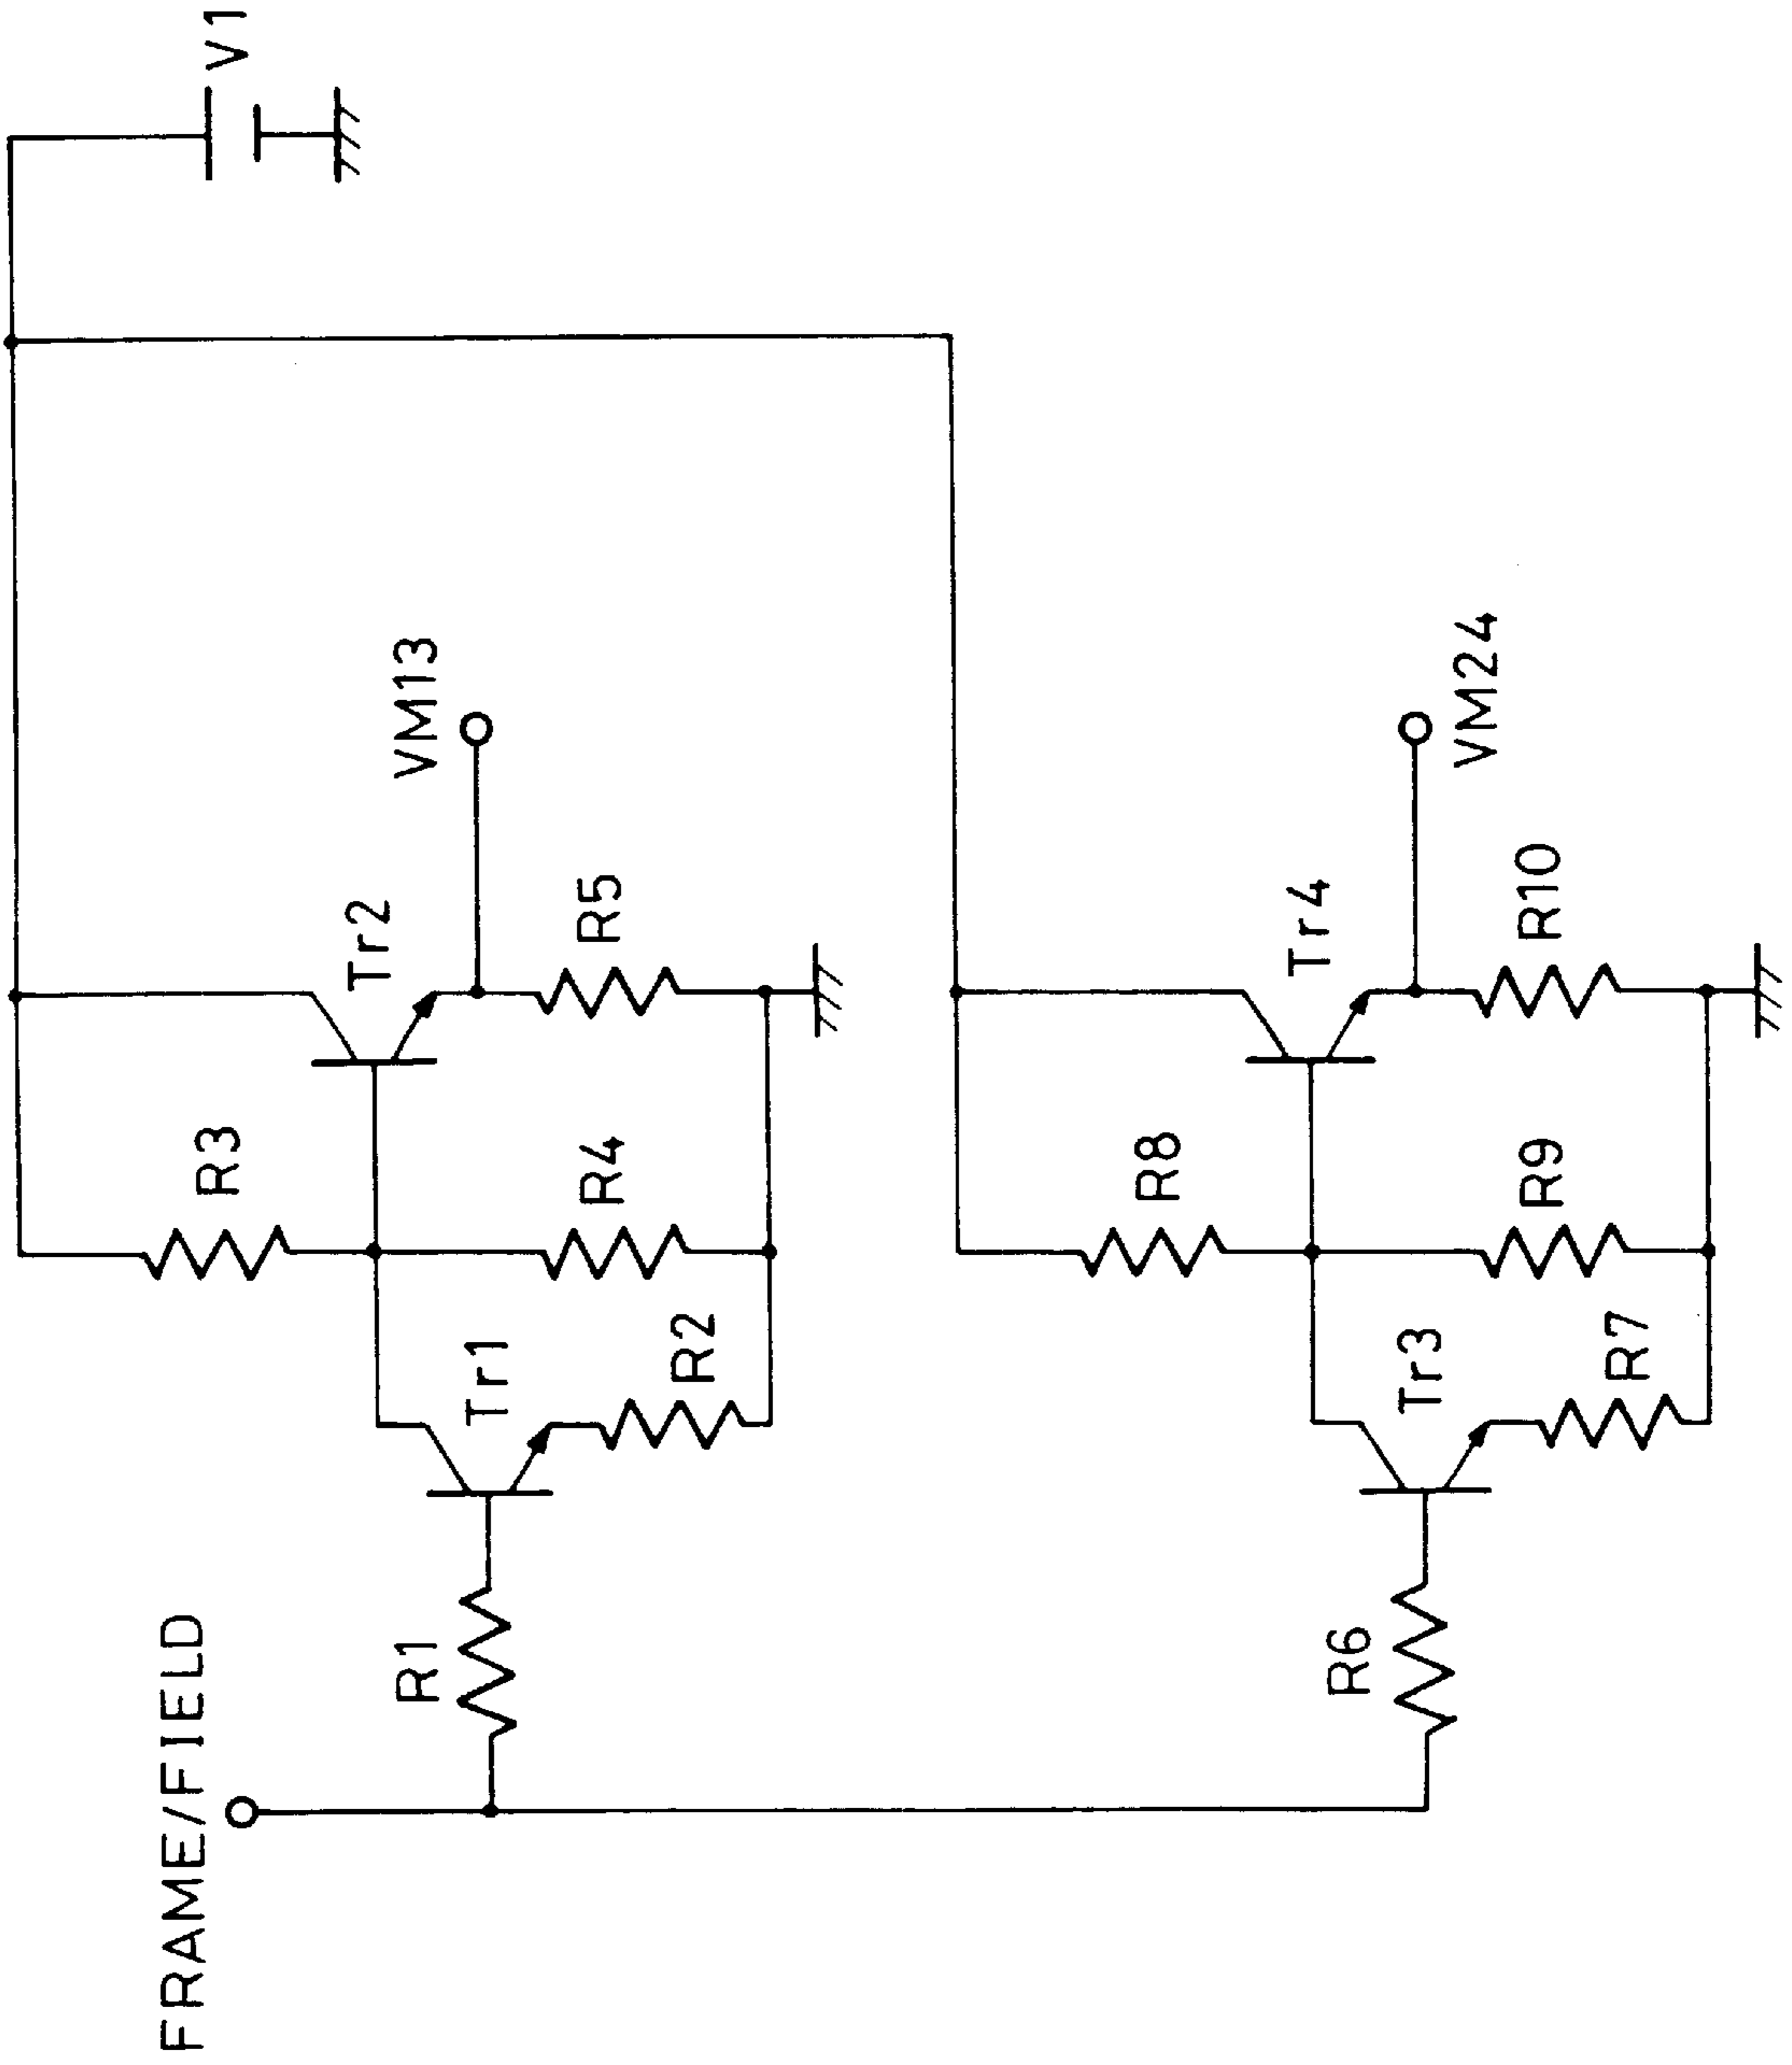 FRAME/FIELD
R1
Tr1
R2
R3
R4
Tr2
R5
VM13
V1
R6
Tr3
R7
R8
R9
Tr4
R10
VM24